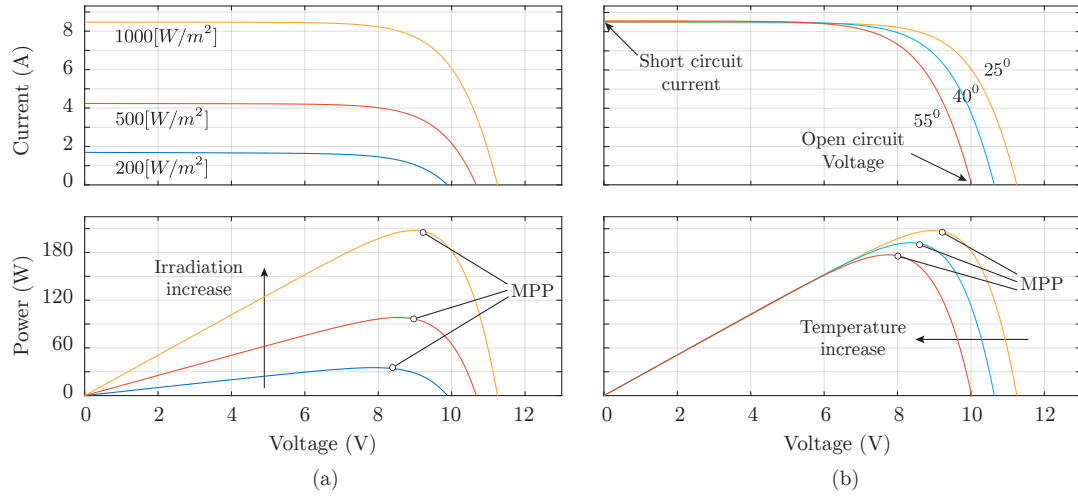 Current (A)
8
6
4
2
0
1000[W/m²]
500[W/m²]
200[W/m²]
Short circuit
current
25⁰
40⁰
55⁰
Open circuit
Voltage
Power (W)
180
120
60
0
Irradiation
increase
MPP
0 2 4 6 8 10 12
Voltage (V)
(a)
MPP
Temperature
increase
0 2 4 6 8 10 12
Voltage (V)
(b)